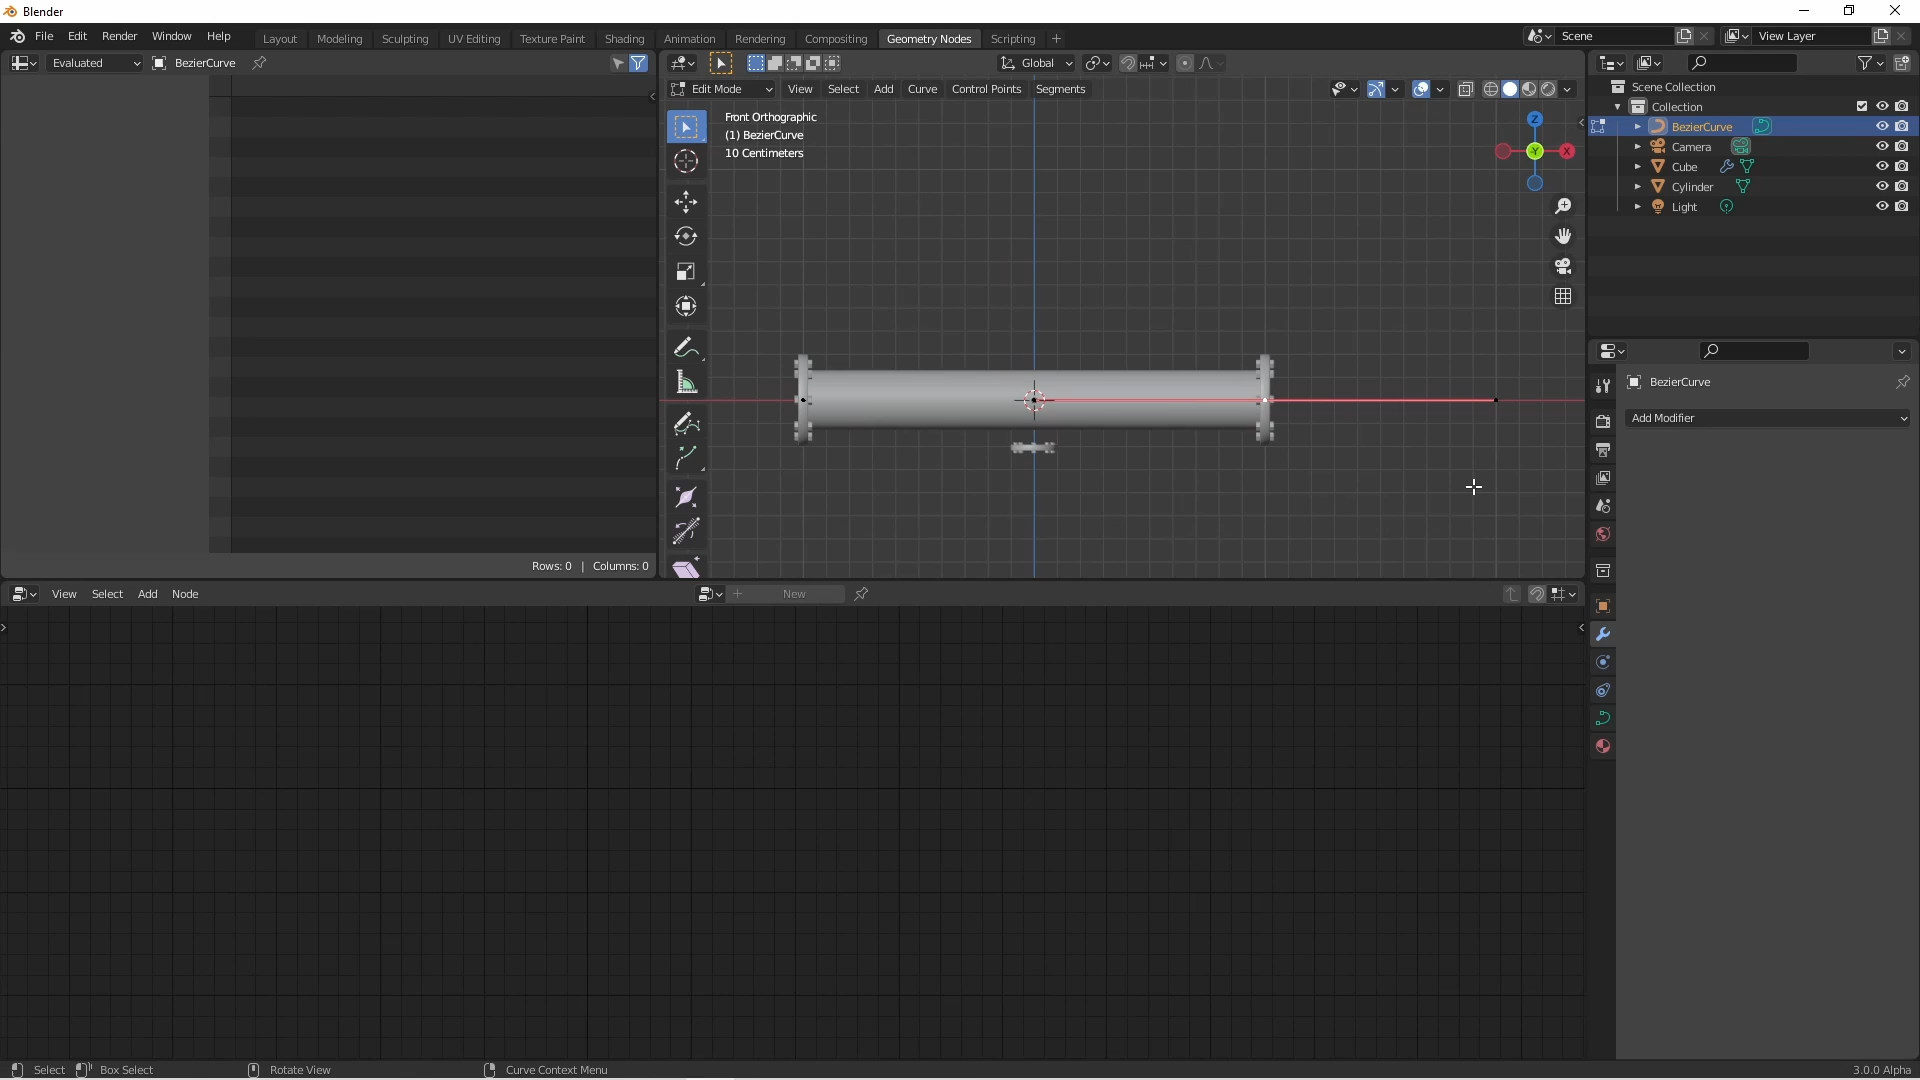 Blender
File Edit Render Window Help Layout Modeling Sculpting UV Editing Texture Paint Shading Animation Rendering Compositing Geometry Nodes Scripting + Scene View Layer
Evaluated BezierCurve
Global
Edit Mode View Select Add Curve Control Points Segments
Front Orthographic
(1) BezierCurve
10 Centimeters
Z
Y
X
Rows: 0 | Columns: 0
Scene Collection
Collection
BezierCurve
Camera
Cube
Cylinder
Light
BezierCurve
Add Modifier
View Select Add Node New
Select Box Select Rotate View Curve Context Menu 3.0.0 Alpha